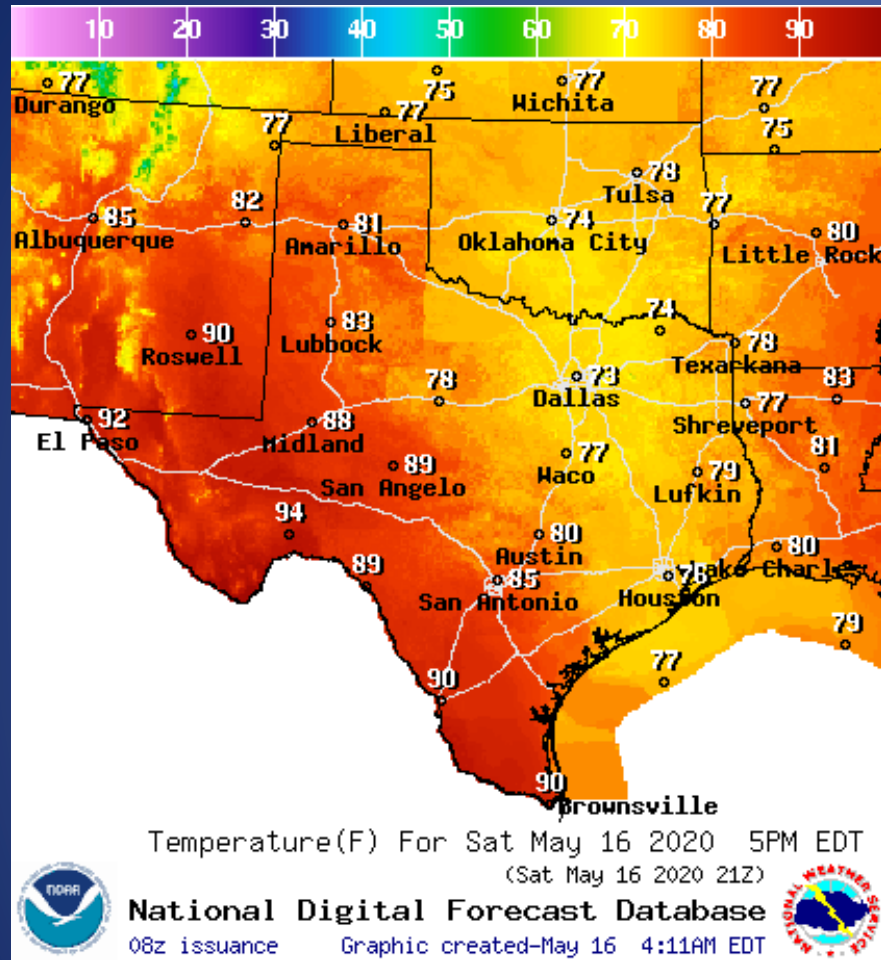 10 20 30 40 50 60 70 80 90
77 Durango
75
77 Wichita
77
77 Liberal
77
75
78 Tulsa
85 Albuquerque
82
81 Amarillo
74 Oklahoma City
77
80 Little Rock
90 Roswell
83 Lubbock
74
78 Texarkana
78
73 Dallas
77 Shreveport
83
92 El Paso
88 Midland
89 San Angelo
77 Waco
79 Lufkin
81
94
80 Austin
80 Lake Charles
89
85 San Antonio
76 Houston
79
77
90
90 Brownsville
Temperature(F) For Sat May 16 2020 5PM EDT
(Sat May 16 2020 21Z)
National Digital Forecast Database
08z issuance Graphic created-May 16 4:11AM EDT
NOAA
NATIONAL WEATHER SERVICE